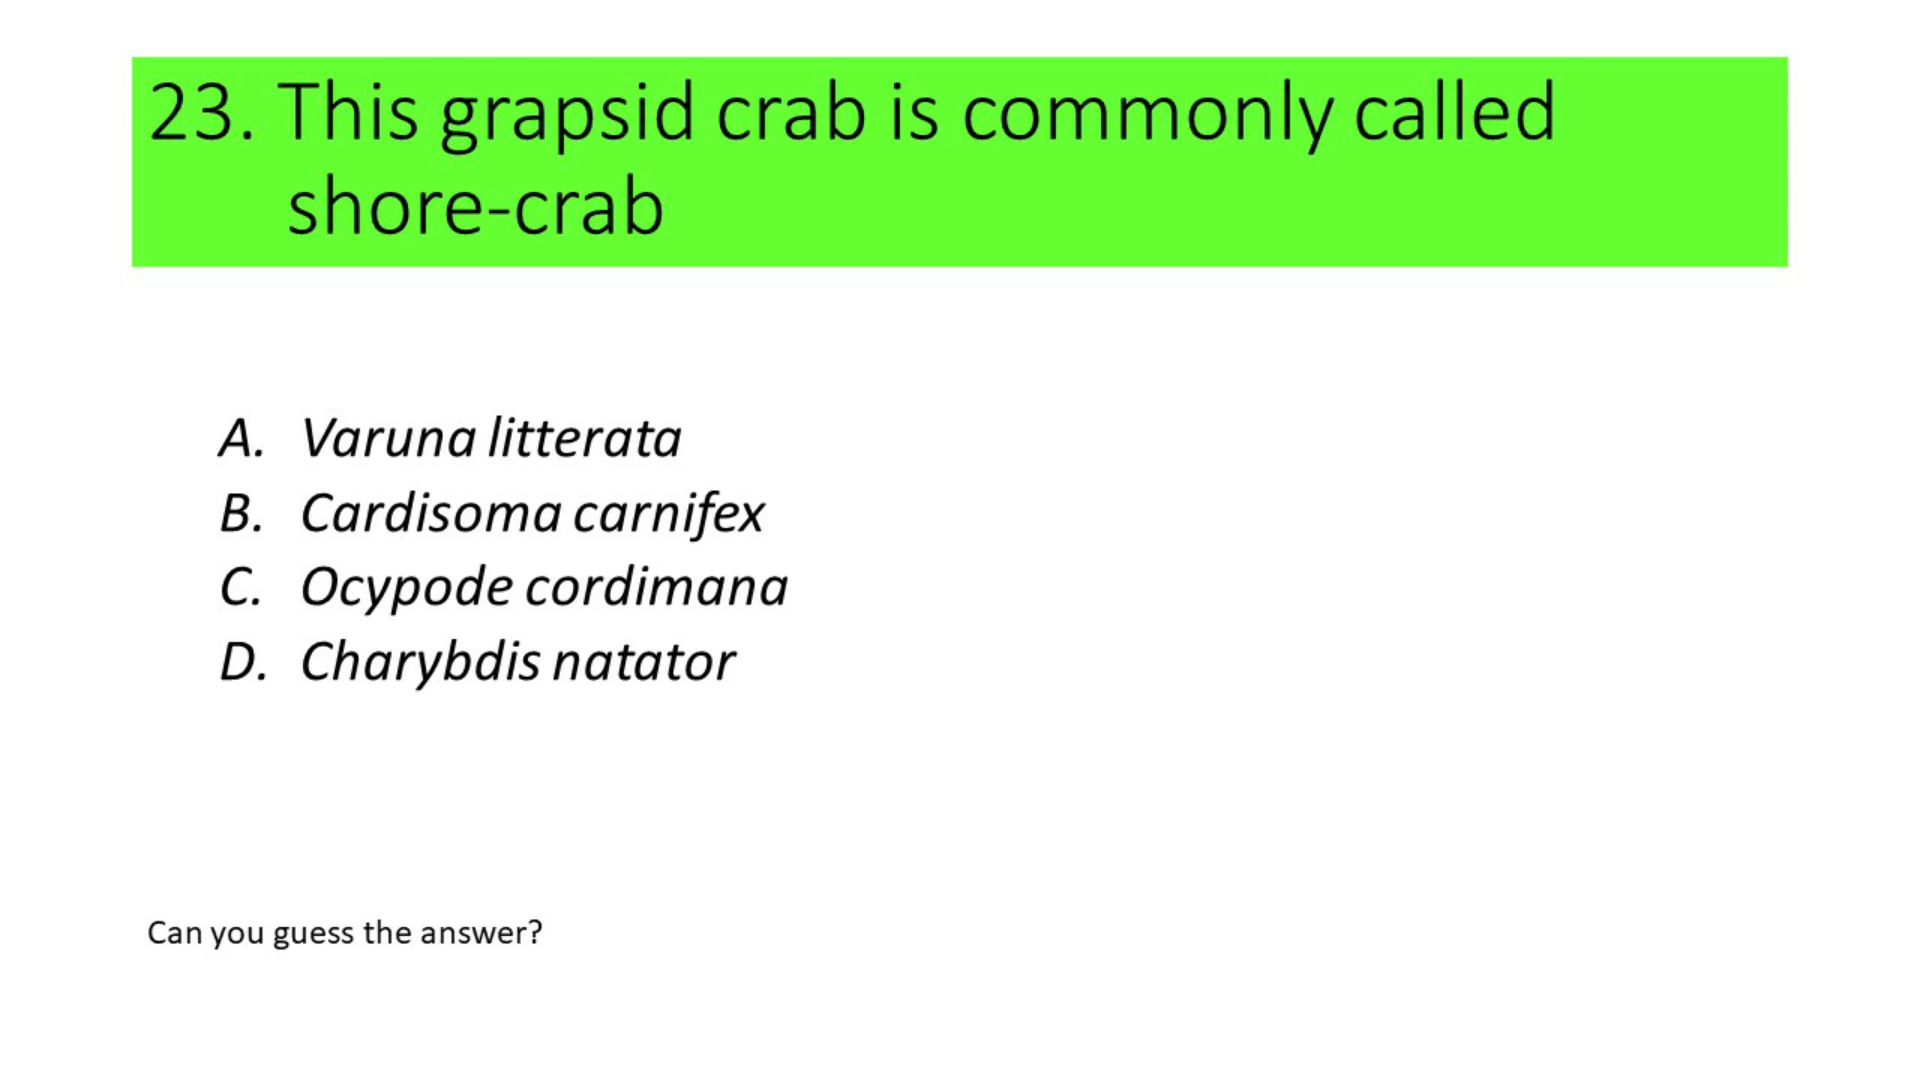 23. This grapsid crab is commonly called
shore-crab
A. Varuna litterata
B. Cardisoma carnifex
C. Ocypode cordimana
D. Charybdis natator
Can you guess the answer?